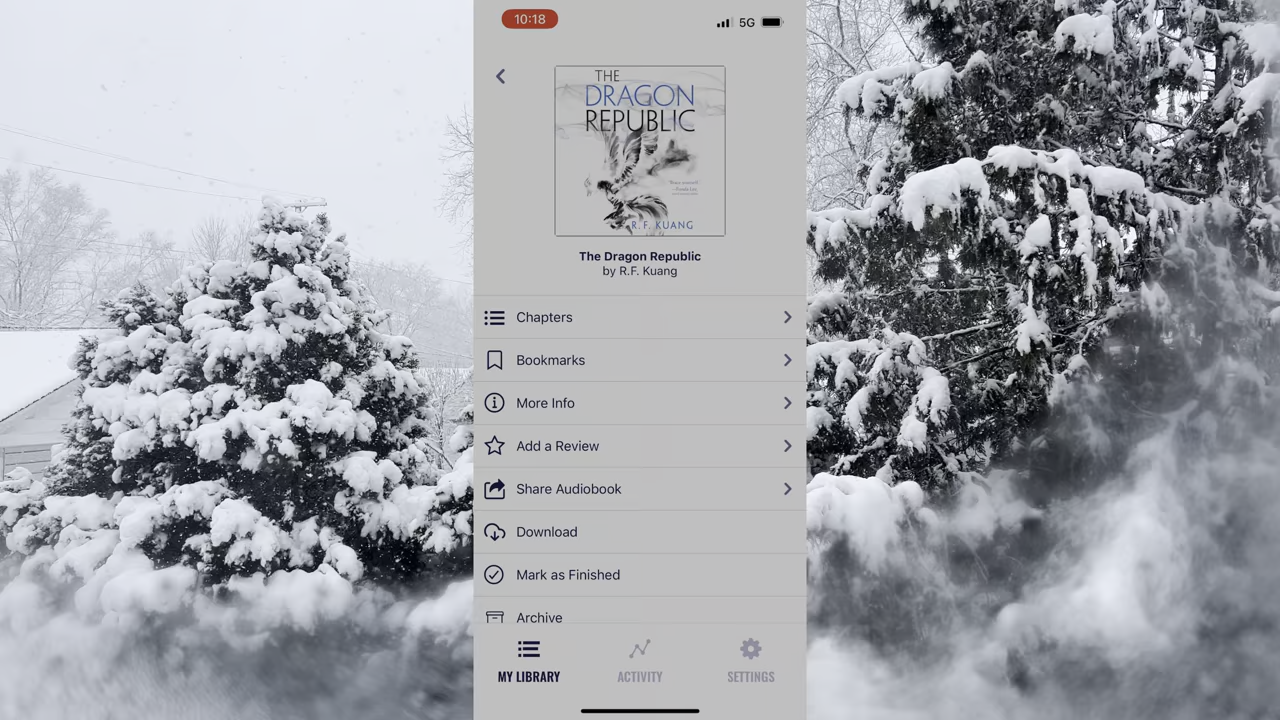 10:18
5G
THE
DRAGON
REPUBLIC
R.F. KUANG
The Dragon Republic
by R.F. Kuang
Chapters
Bookmarks
More Info
Add a Review
Share Audiobook
Download
Mark as Finished
Archive
MY LIBRARY
ACTIVITY
SETTINGS